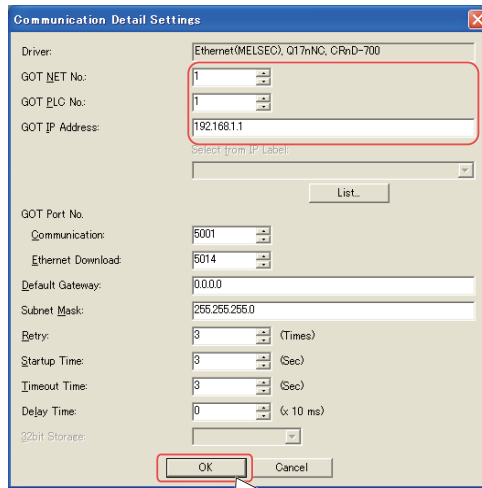 Communication Detail Settings
Driver: Ethernet(MELSEC), Q17nNC, CRnD-700
GOT NET No.: 1
GOT PLC No.: 1
GOT IP Address: 192.168.1.1
Select from IP Label:
List...
GOT Port No.
Communication: 5001
Ethernet Download: 5014
Default Gateway: 0.0.0.0
Subnet Mask: 255.255.255.0
Retry: 3 (Times)
Startup Time: 3 (Sec)
Timeout Time: 3 (Sec)
Delay Time: 0 (x 10 ms)
32bit Storage:
OK Cancel